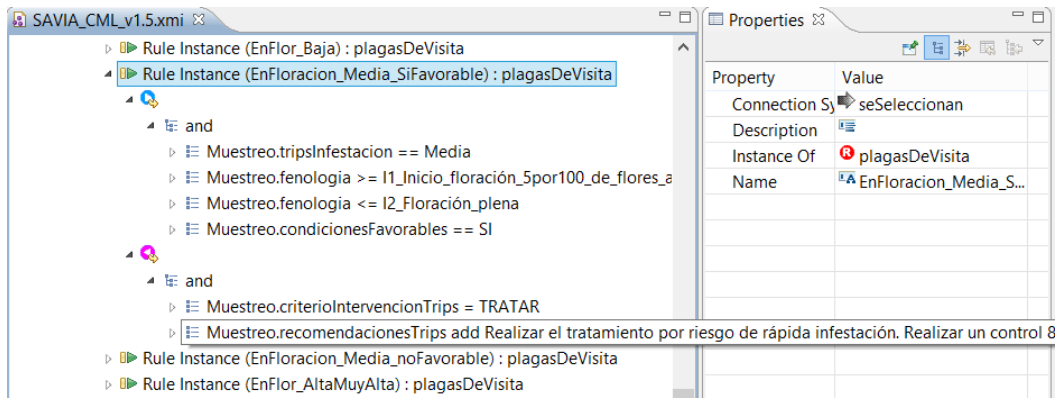 SAVIA_CML_v1.5.xmi
Rule Instance (EnFlor_Baja) : plagasDeVisita
Rule Instance (EnFloracion_Media_SiFavorable) : plagasDeVisita
and
Muestreo.tripsInfestacion == Media
Muestreo.fenologia >= I1_Inicio_floración_5por100_de_flores_a
Muestreo.fenologia <= I2_Floración_plena
Muestreo.condicionesFavorables == SI
and
Muestreo.criterioIntervencionTrips = TRATAR
Muestreo.recomendacionesTrips add Realizar el tratamiento por riesgo de rápida infestación. Realizar un control 8
Rule Instance (EnFloracion_Media_noFavorable) : plagasDeVisita
Rule Instance (EnFlor_AltaMuyAlta) : plagasDeVisita
Properties
Property Value
Connection Sy seSeleccionan
Description
Instance Of R plagasDeVisita
Name EnFloracion_Media_S...